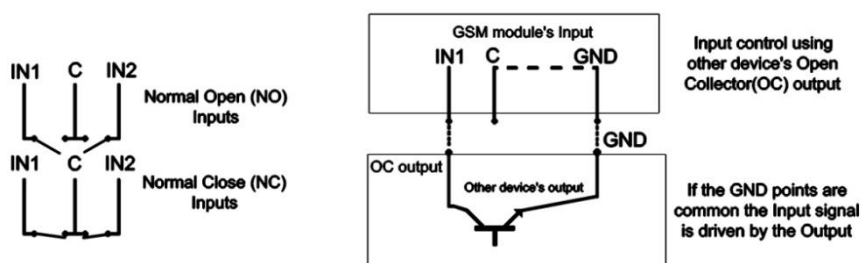 IN1 C IN2
Normal Open (NO)
Inputs
IN1 C IN2
Normal Close (NC)
Inputs
GSM module's Input
IN1 C GND
GND
OC output
Other device's output
Input control using
other device's Open
Collector(OC) output
If the GND points are
common the Input signal
is driven by the Output